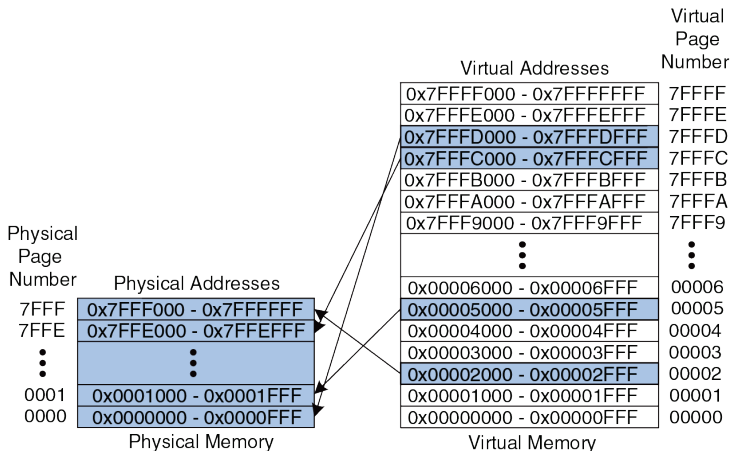 Virtual
Page
Number
Virtual Addresses
0x7FFFF000 - 0x7FFFFFFF 7FFFF
0x7FFFE000 - 0x7FFFEFFF 7FFFE
0x7FFFD000 - 0x7FFFDFFF 7FFFD
0x7FFFC000 - 0x7FFFCFFF 7FFFC
0x7FFFB000 - 0x7FFFBFFF 7FFFB
0x7FFFA000 - 0x7FFFAFFF 7FFFA
0x7FFF9000 - 0x7FFF9FFF 7FFF9
0x00006000 - 0x00006FFF 00006
0x00005000 - 0x00005FFF 00005
0x00004000 - 0x00004FFF 00004
0x00003000 - 0x00003FFF 00003
0x00002000 - 0x00002FFF 00002
0x00001000 - 0x00001FFF 00001
0x00000000 - 0x00000FFF 00000
Virtual Memory
Physical
Page
Number
Physical Addresses
7FFF 0x7FFF000 - 0x7FFFFFF
7FFE 0x7FFE000 - 0x7FFEFFF
0001 0x0001000 - 0x0001FFF
0000 0x0000000 - 0x0000FFF
Physical Memory